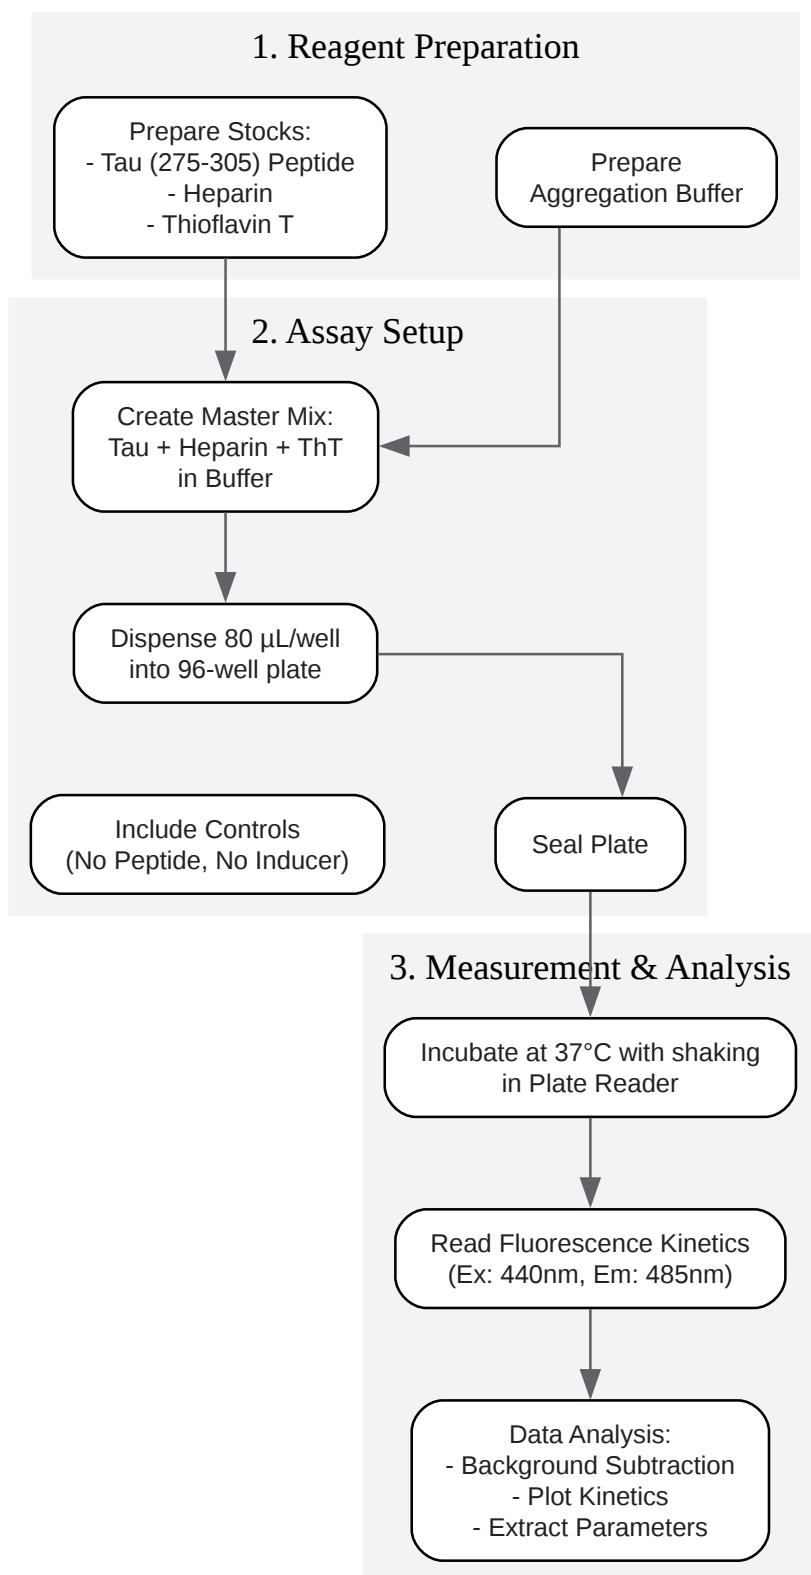 1. Reagent Preparation
Prepare Stocks:
- Tau (275-305) Peptide
- Heparin
- Thioflavin T
Prepare
Aggregation Buffer
2. Assay Setup
Create Master Mix:
Tau + Heparin + ThT
in Buffer
Dispense 80 µL/well
into 96-well plate
Include Controls
(No Peptide, No Inducer)
Seal Plate
3. Measurement & Analysis
Incubate at 37°C with shaking
in Plate Reader
Read Fluorescence Kinetics
(Ex: 440nm, Em: 485nm)
Data Analysis:
- Background Subtraction
- Plot Kinetics
- Extract Parameters